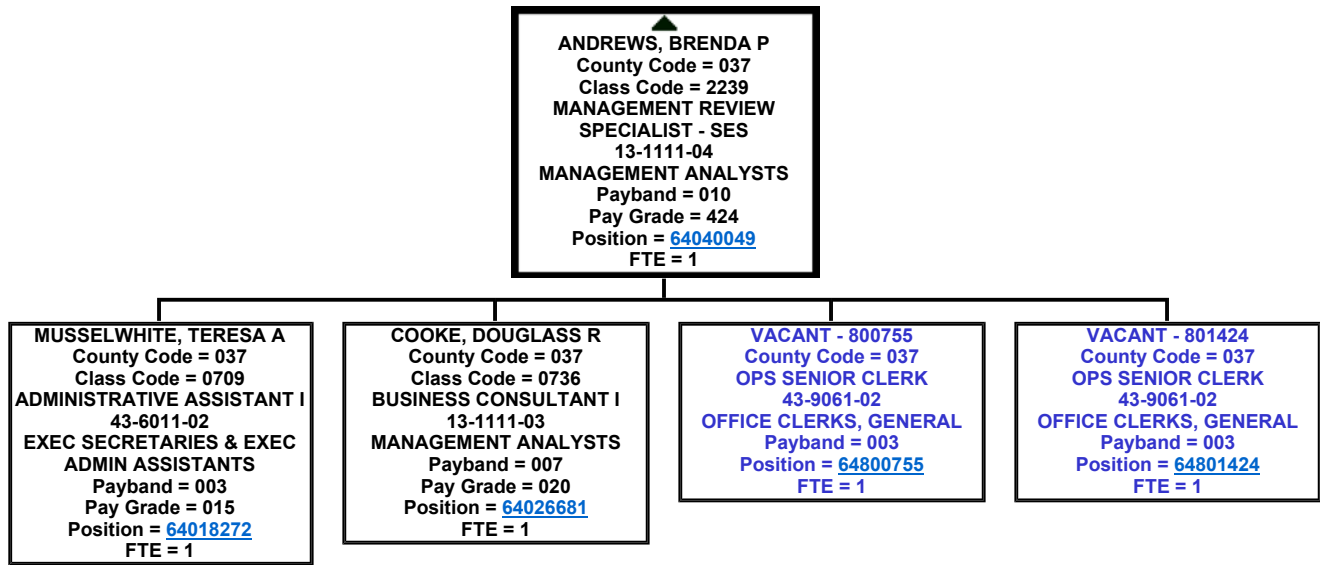 ANDREWS, BRENDA P
County Code = 037
Class Code = 2239
MANAGEMENT REVIEW
SPECIALIST - SES
13-1111-04
MANAGEMENT ANALYSTS
Payband = 010
Pay Grade = 424
Position = 64040049
FTE = 1
MUSSELWHITE, TERESA A
County Code = 037
Class Code = 0709
ADMINISTRATIVE ASSISTANT I
43-6011-02
EXEC SECRETARIES & EXEC
ADMIN ASSISTANTS
Payband = 003
Pay Grade = 015
Position = 64018272
FTE = 1
COOKE, DOUGLASS R
County Code = 037
Class Code = 0736
BUSINESS CONSULTANT I
13-1111-03
MANAGEMENT ANALYSTS
Payband = 007
Pay Grade = 020
Position = 64026681
FTE = 1
VACANT - 800755
County Code = 037
OPS SENIOR CLERK
43-9061-02
OFFICE CLERKS, GENERAL
Payband = 003
Position = 64800755
FTE = 1
VACANT - 801424
County Code = 037
OPS SENIOR CLERK
43-9061-02
OFFICE CLERKS, GENERAL
Payband = 003
Position = 64801424
FTE = 1